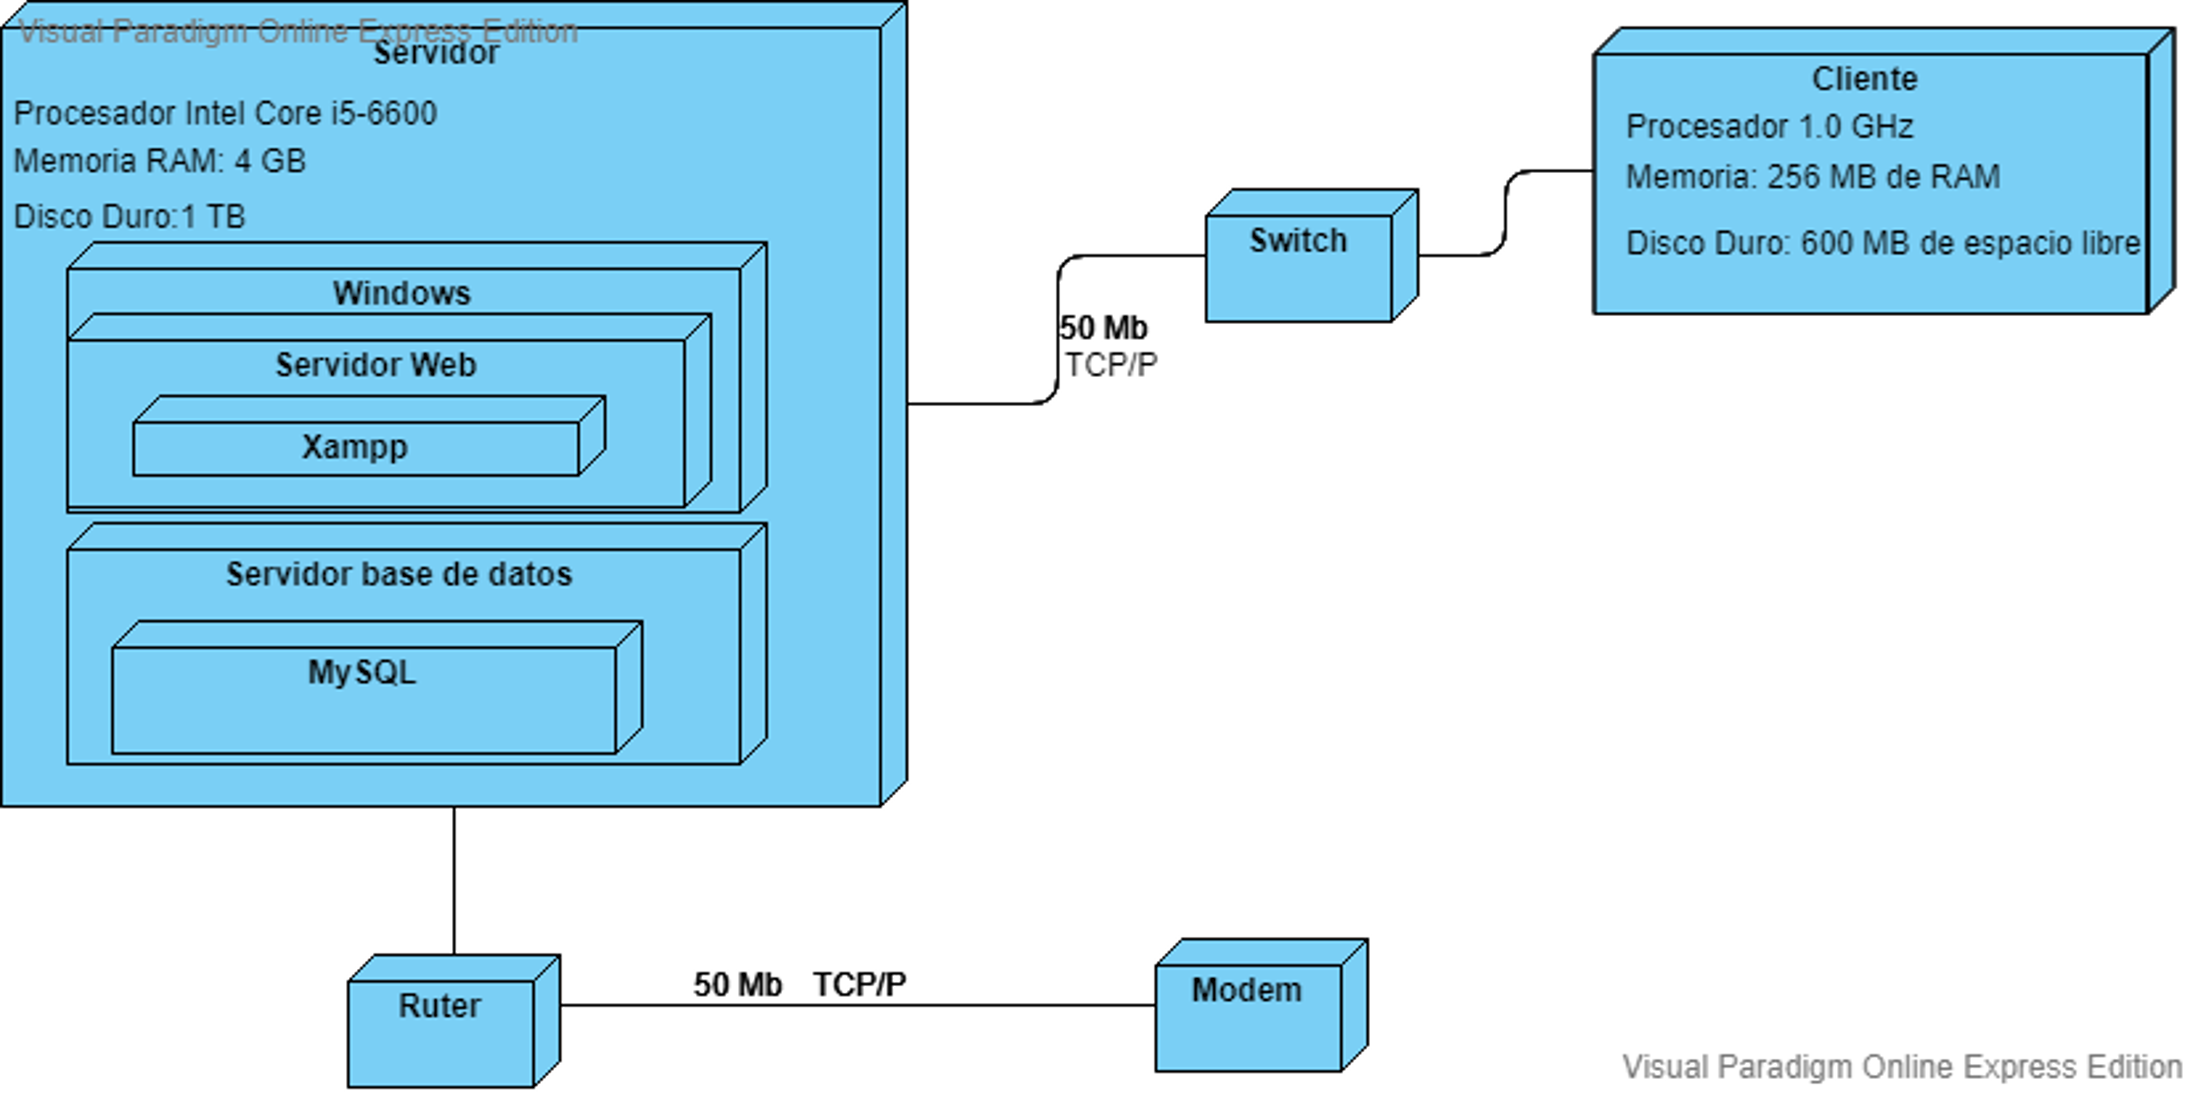 Visual Paradigm Online Express Edition
Servidor
Procesador Intel Core i5-6600
Memoria RAM: 4 GB
Disco Duro:1 TB
Windows
Servidor Web
Xampp
Servidor base de datos
MySQL
50 Mb
TCP/P
Switch
Cliente
Procesador 1.0 GHz
Memoria: 256 MB de RAM
Disco Duro: 600 MB de espacio libre
Ruter
50 Mb TCP/P
Modem
Visual Paradigm Online Express Edition